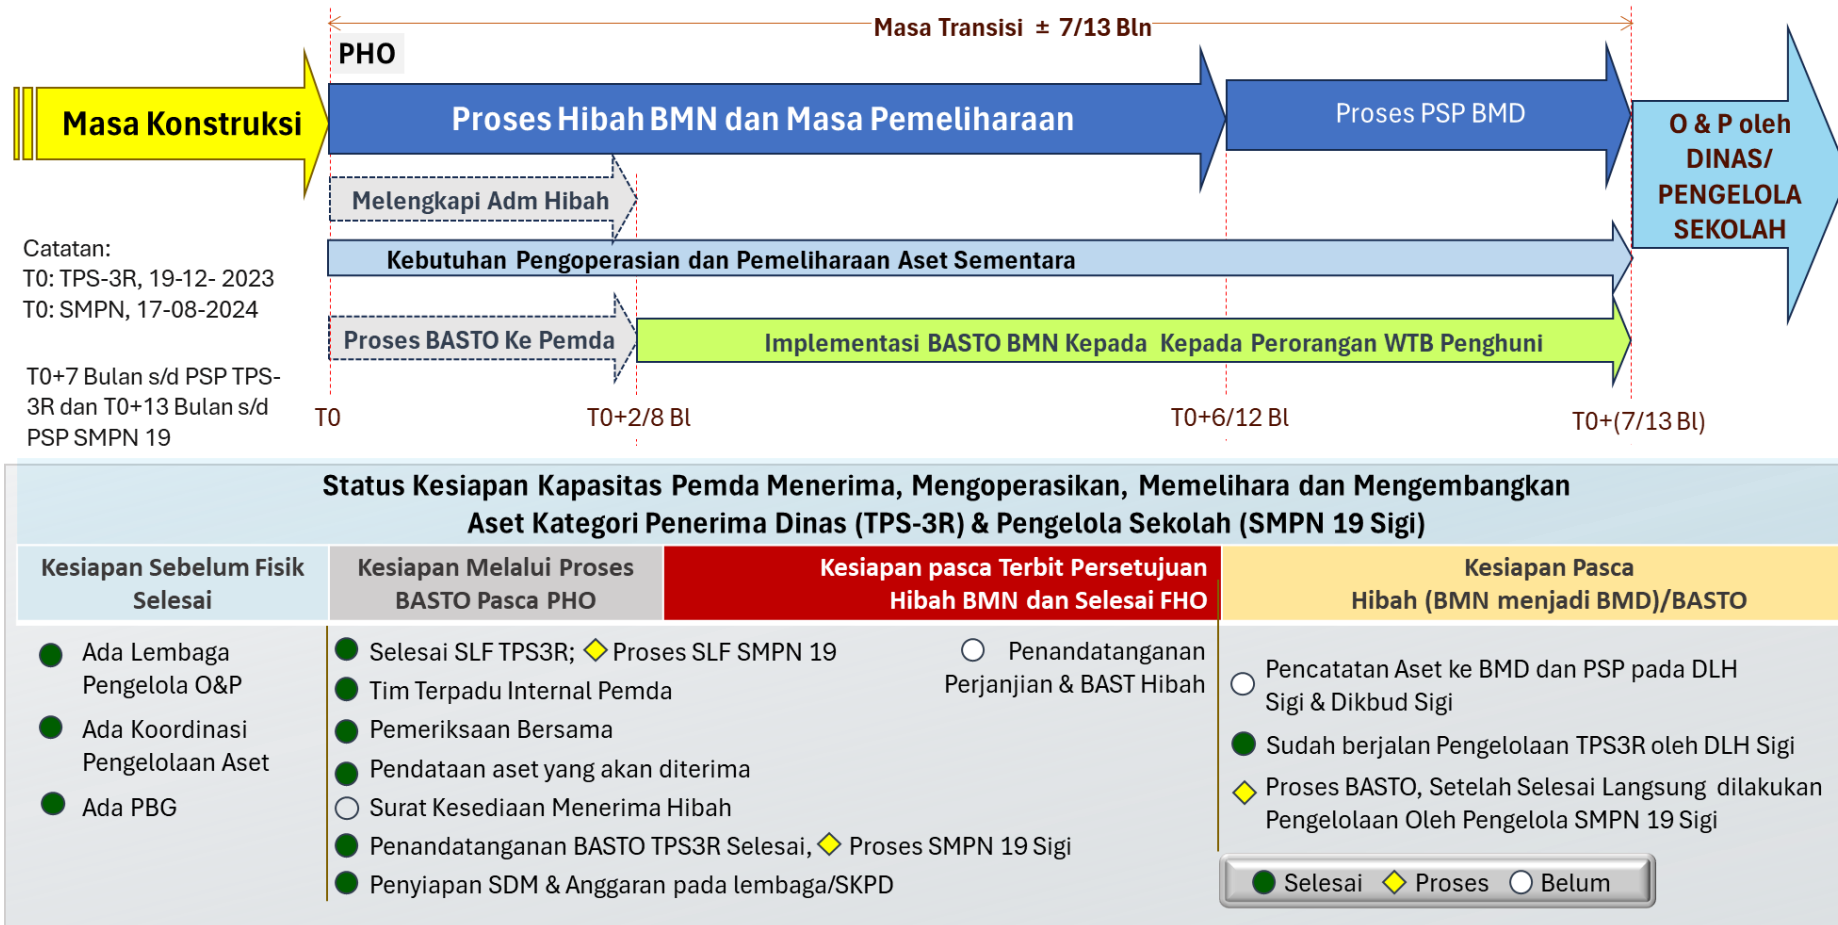 Masa Transisi ± 7/13 Bln
PHO
Masa Konstruksi
Proses Hibah BMN dan Masa Pemeliharaan
Proses PSP BMD
O & P oleh
DINAS/
PENGELOLA
SEKOLAH
Melengkapi Adm Hibah
Kebutuhan Pengoperasian dan Pemeliharaan Aset Sementara
Proses BASTO Ke Pemda
Implementasi BASTO BMN Kepada Kepada Perorangan WTB Penghuni
Catatan:
T0: TPS-3R, 19-12- 2023
T0: SMPN, 17-08-2024
T0+7 Bulan s/d PSP TPS-
3R dan T0+13 Bulan s/d
PSP SMPN 19
T0
T0+2/8 Bl
T0+6/12 Bl
T0+(7/13 Bl)
Status Kesiapan Kapasitas Pemda Menerima, Mengoperasikan, Memelihara dan Mengembangkan
Aset Kategori Penerima Dinas (TPS-3R) & Pengelola Sekolah (SMPN 19 Sigi)
Kesiapan Sebelum Fisik
Selesai
Kesiapan Melalui Proses
BASTO Pasca PHO
Kesiapan pasca Terbit Persetujuan
Hibah BMN dan Selesai FHO
Kesiapan Pasca
Hibah (BMN menjadi BMD)/BASTO
Ada Lembaga
Pengelola O&P
Ada Koordinasi
Pengelolaan Aset
Ada PBG
Selesai SLF TPS3R; Proses SLF SMPN 19
Tim Terpadu Internal Pemda
Pemeriksaan Bersama
Pendataan aset yang akan diterima
Surat Kesediaan Menerima Hibah
Penandatanganan BASTO TPS3R Selesai, Proses SMPN 19 Sigi
Penyiapan SDM & Anggaran pada lembaga/SKPD
Penandatanganan
Perjanjian & BAST Hibah
Pencatatan Aset ke BMD dan PSP pada DLH
Sigi & Dikbud Sigi
Sudah berjalan Pengelolaan TPS3R oleh DLH Sigi
Proses BASTO, Setelah Selesai Langsung dilakukan
Pengelolaan Oleh Pengelola SMPN 19 Sigi
Selesai Proses Belum